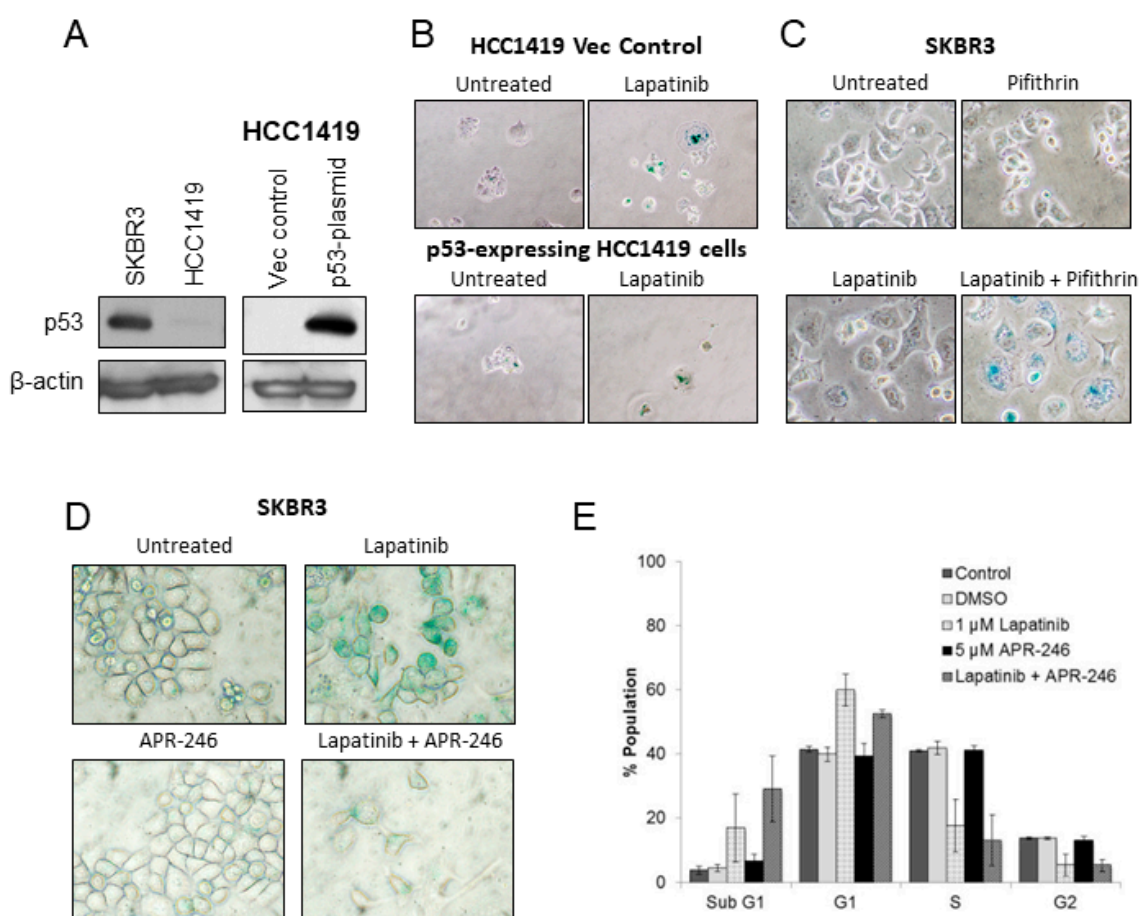 A
HCC1419
SKBR3
HCC1419
Vec control
p53-plasmid
p53
β-actin
B
HCC1419 Vec Control
Untreated
Lapatinib
p53-expressing HCC1419 cells
Untreated
Lapatinib
C
SKBR3
Untreated
Pifithrin
Lapatinib
Lapatinib + Pifithrin
D
SKBR3
Untreated
Lapatinib
APR-246
Lapatinib + APR-246
E
% Population
100
80
60
40
20
0
Control
DMSO
1 µM Lapatinib
5 µM APR-246
Lapatinib + APR-246
Sub G1
G1
S
G2